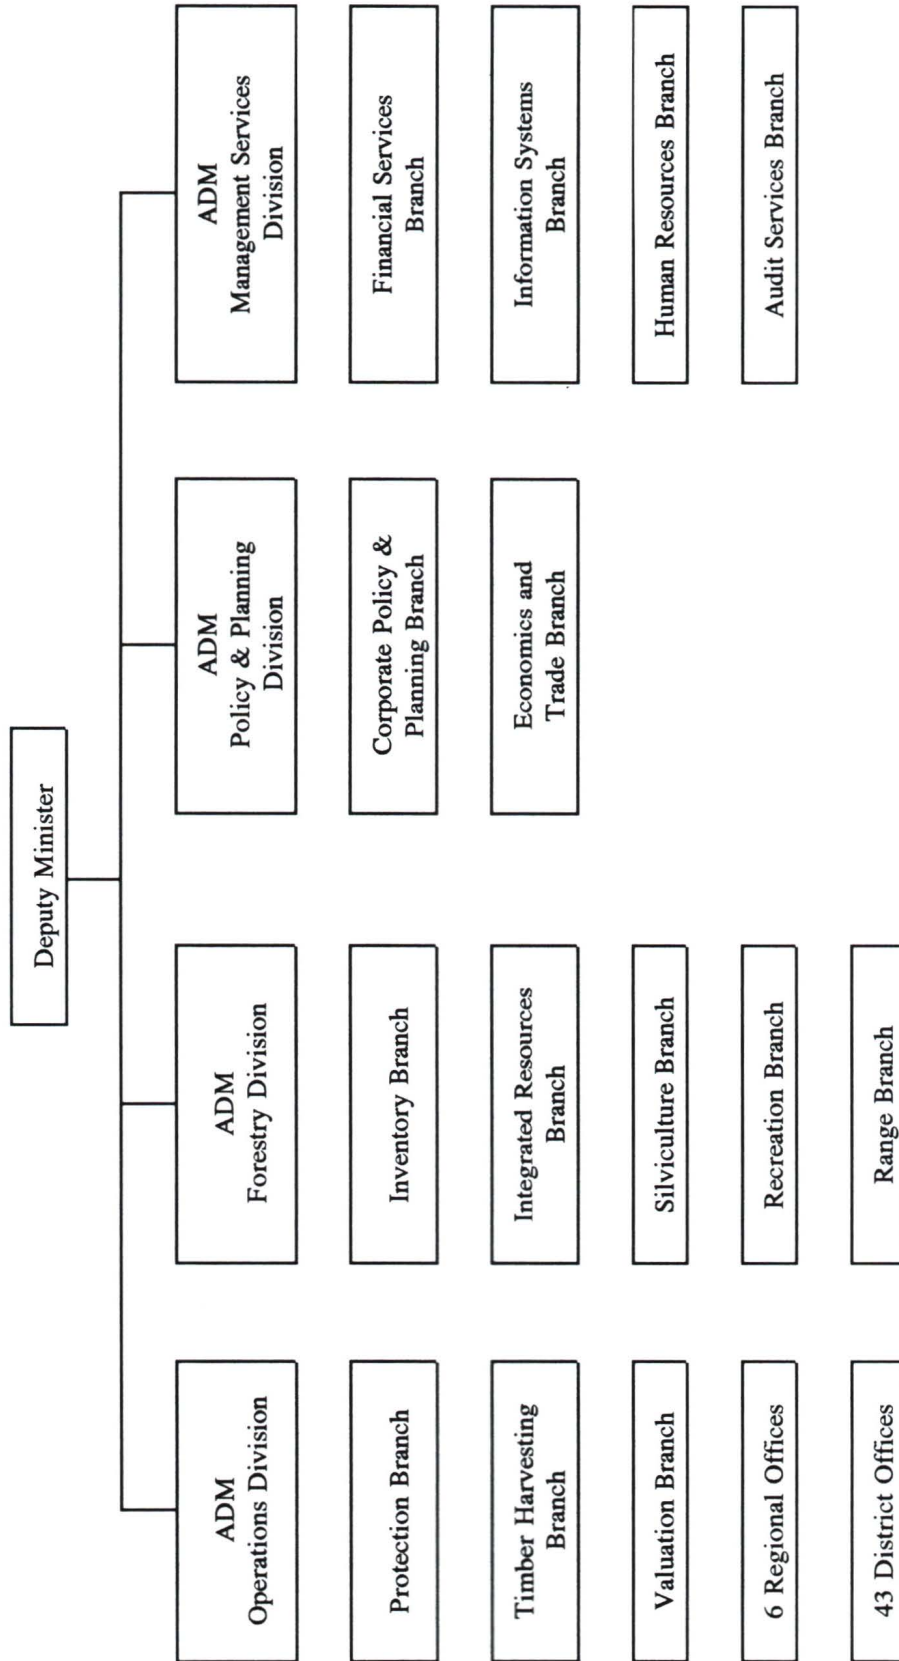 Deputy Minister
ADM
Operations Division
Protection Branch
Timber Harvesting
Branch
Valuation Branch
6 Regional Offices
43 District Offices
ADM
Forestry Division
Inventory Branch
Integrated Resources
Branch
Silviculture Branch
Recreation Branch
Range Branch
ADM
Policy & Planning
Division
Corporate Policy &
Planning Branch
Economics and
Trade Branch
ADM
Management Services
Division
Financial Services
Branch
Information Systems
Branch
Human Resources Branch
Audit Services Branch